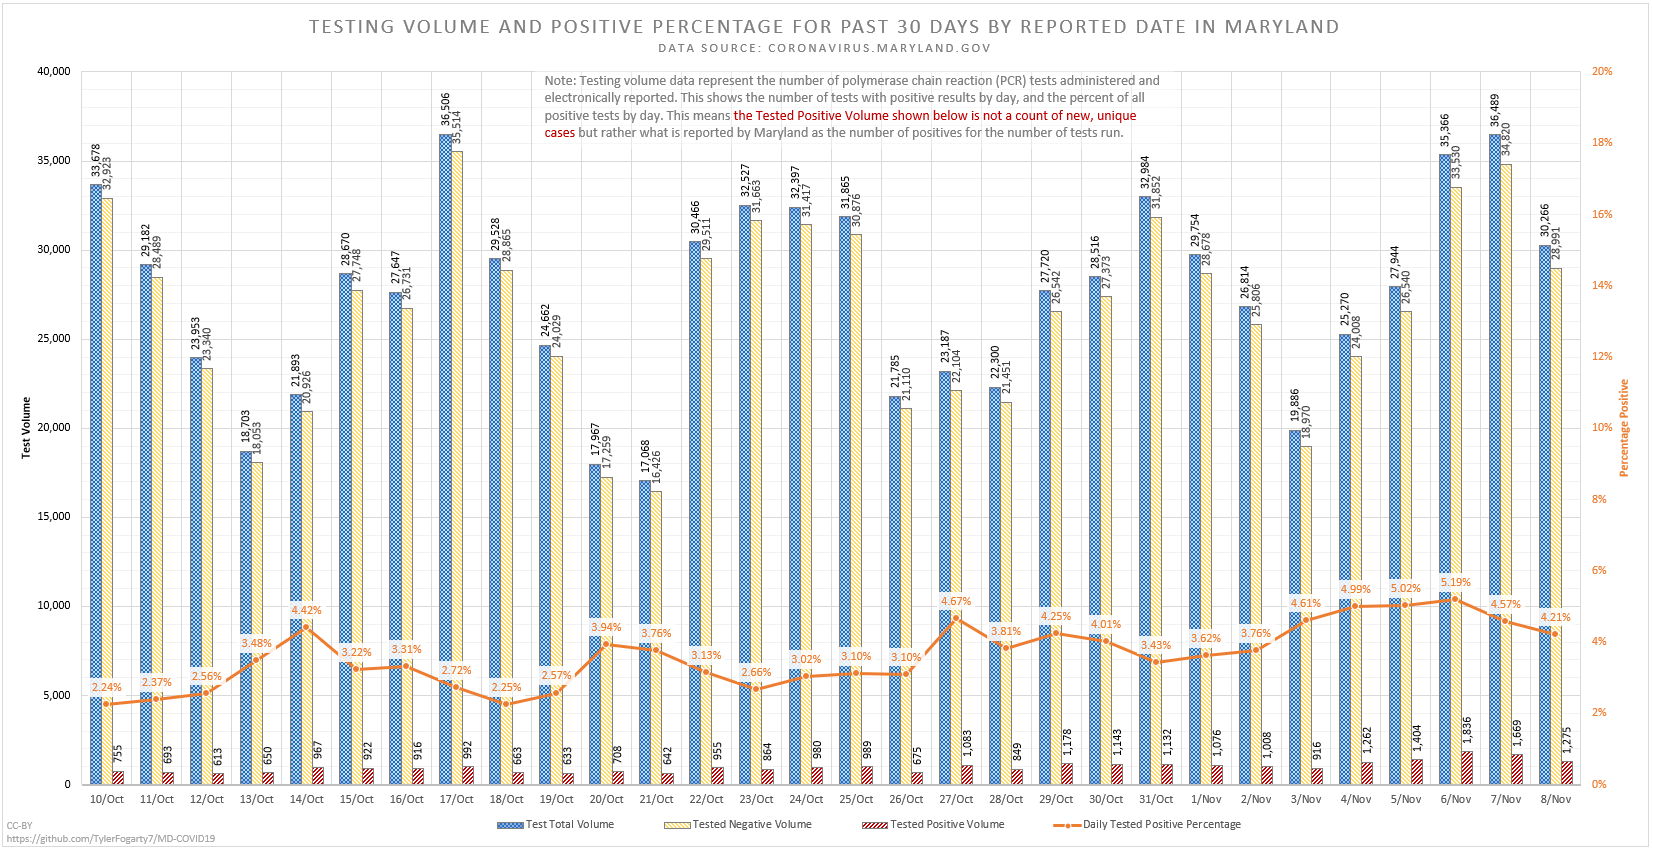 TESTING VOLUME AND POSITIVE PERCENTAGE FOR PAST 30 DAYS BY REPORTED DATE IN MARYLAND
DATA SOURCE: CORONAVIRUS.MARYLAND.GOV
Note: Testing volume data represent the number of polymerase chain reaction (PCR) tests administered and
electronically reported. This shows the number of tests with positive results by day, and the percent of all
positive tests by day. This means the Tested Positive Volume shown below is not a count of new, unique
cases but rather what is reported by Maryland as the number of positives for the number of tests run.
Test Volume
40,000
35,000
30,000
25,000
20,000
15,000
10,000
5,000
0
Percentage Positive
20%
18%
16%
14%
12%
10%
8%
6%
4%
2%
0%
33,678 32,923 2.24% 755
29,182 28,489 2.37% 693
23,953 23,340 2.56% 613
18,703 18,053 3.48% 650
21,893 20,926 4.42% 967
28,670 27,748 3.22% 922
27,647 26,731 3.31% 916
36,506 35,514 2.72% 992
29,528 28,865 2.25% 663
24,662 24,029 2.57% 633
17,967 17,259 3.94% 708
17,068 16,426 3.76% 642
30,466 29,511 3.13% 955
32,527 31,663 2.66% 864
32,397 31,417 3.02% 980
31,865 30,876 3.10% 989
21,785 21,110 3.10% 675
23,187 22,104 4.67% 1,083
22,300 21,451 3.81% 849
27,720 26,542 4.25% 1,178
28,516 27,373 4.01% 1,143
32,984 31,852 3.43% 1,132
29,754 28,678 3.62% 1,076
26,814 25,806 3.76% 1,008
19,886 18,970 4.61% 916
25,270 24,008 4.99% 1,262
27,944 26,540 5.02% 1,404
35,366 33,530 5.19% 1,836
36,489 34,820 4.57% 1,669
30,266 28,991 4.21% 1,275
10/Oct 11/Oct 12/Oct 13/Oct 14/Oct 15/Oct 16/Oct 17/Oct 18/Oct 19/Oct 20/Oct 21/Oct 22/Oct 23/Oct 24/Oct 25/Oct 26/Oct 27/Oct 28/Oct 29/Oct 30/Oct 31/Oct 1/Nov 2/Nov 3/Nov 4/Nov 5/Nov 6/Nov 7/Nov 8/Nov
Test Total Volume Tested Negative Volume Tested Positive Volume Daily Tested Positive Percentage
CC-BY
https://github.com/TylerFogarty7/MD-COVID19